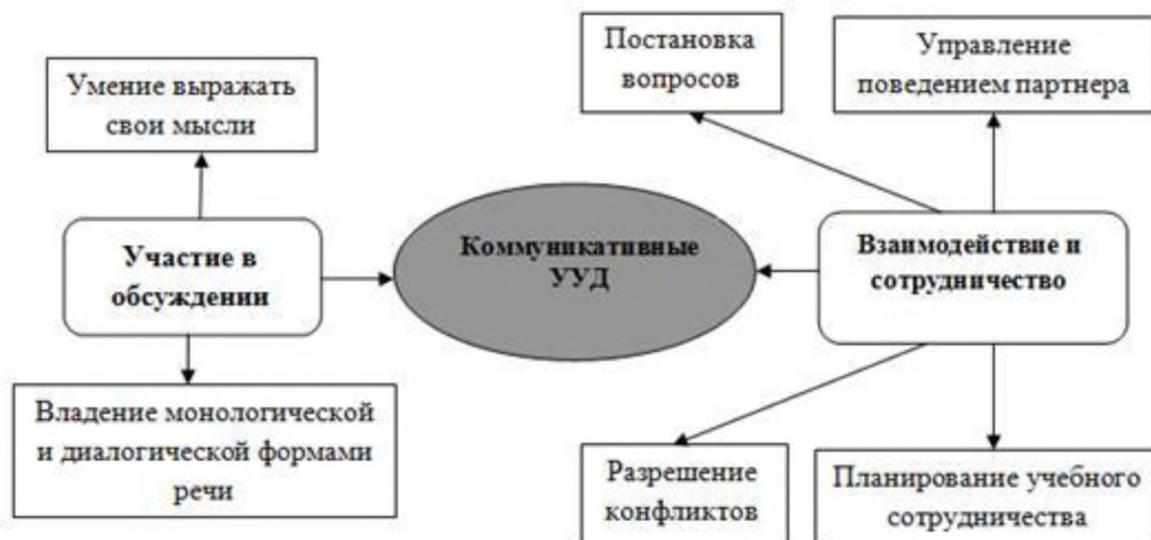 Умение выражать
свои мысли
Участие в
обсуждении
Владение монологической
и диалогической формами
речи
Коммуникативные
УУД
Постановка
вопросов
Управление
поведением партнера
Взаимодействие и
сотрудничество
Разрешение
конфликтов
Планирование учебного
сотрудничества